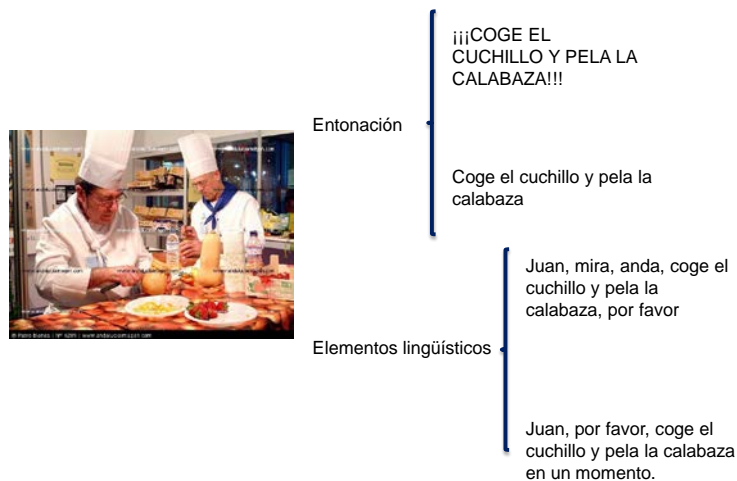 ¡¡¡COGE EL
CUCHILLO Y PELA LA
CALABAZA!!!
Entonación
Coge el cuchillo y pela la
calabaza
Juan, mira, anda, coge el
cuchillo y pela la
calabaza, por favor
Elementos lingüísticos
Juan, por favor, coge el
cuchillo y pela la calabaza
en un momento.